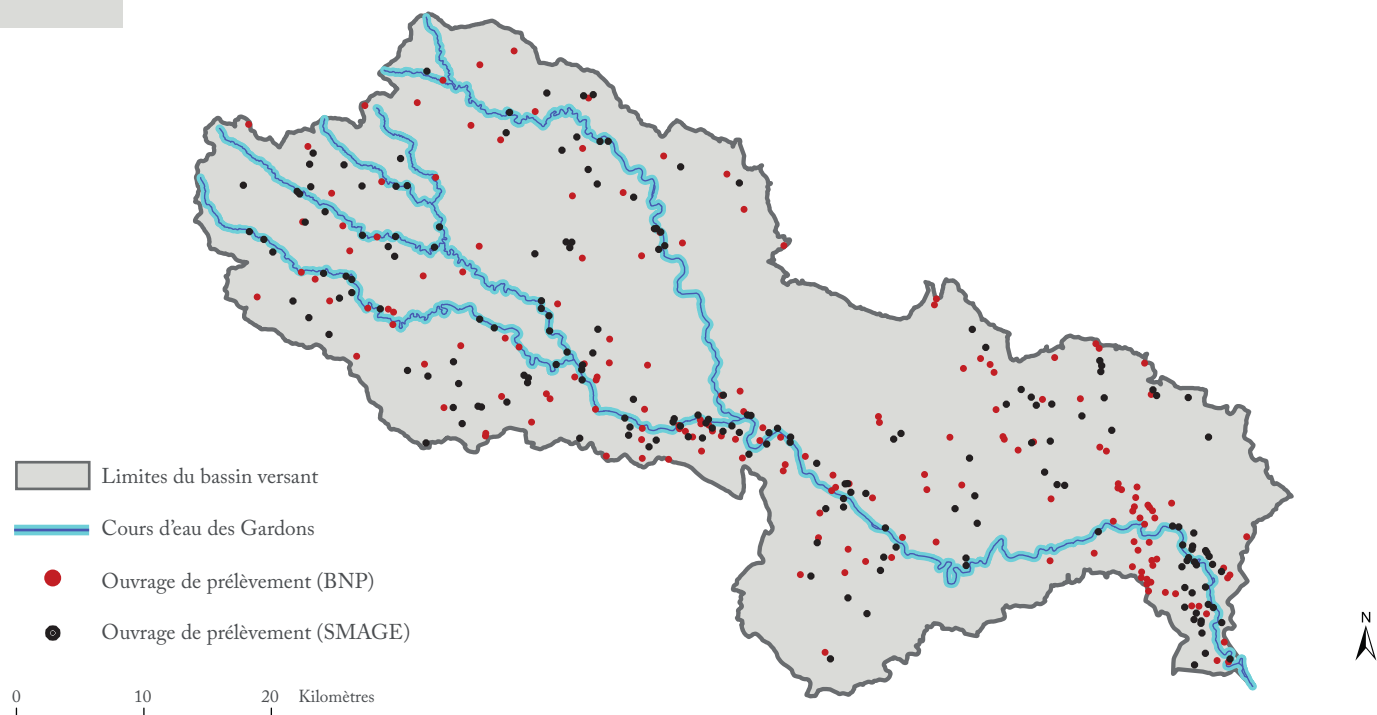 Limites du bassin versant
Cours d'eau des Gardons
Ouvrage de prélèvement (BNP)
Ouvrage de prélèvement (SMAGE)
N
0 10 20 Kilomètres